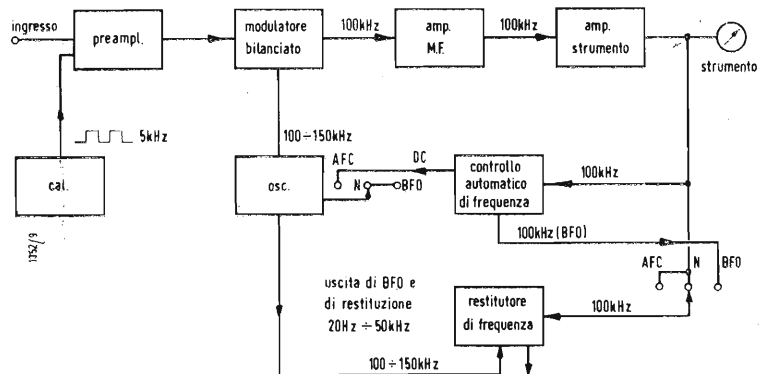 ingresso
preampl.
modulatore
bilanciato
100kHz
amp.
M.F.
100kHz
amp.
strumento
strumento
5kHz
cal.
1752/9
100÷150kHz
osc.
AFC
N
BFO
DC
controllo
automatico
di frequenza
100kHz
100kHz (BFO)
AFC
N
BFO
uscita di BFO e
di restituzione
20Hz ÷ 50kHz
restitutore
di frequenza
100kHz
100÷150kHz